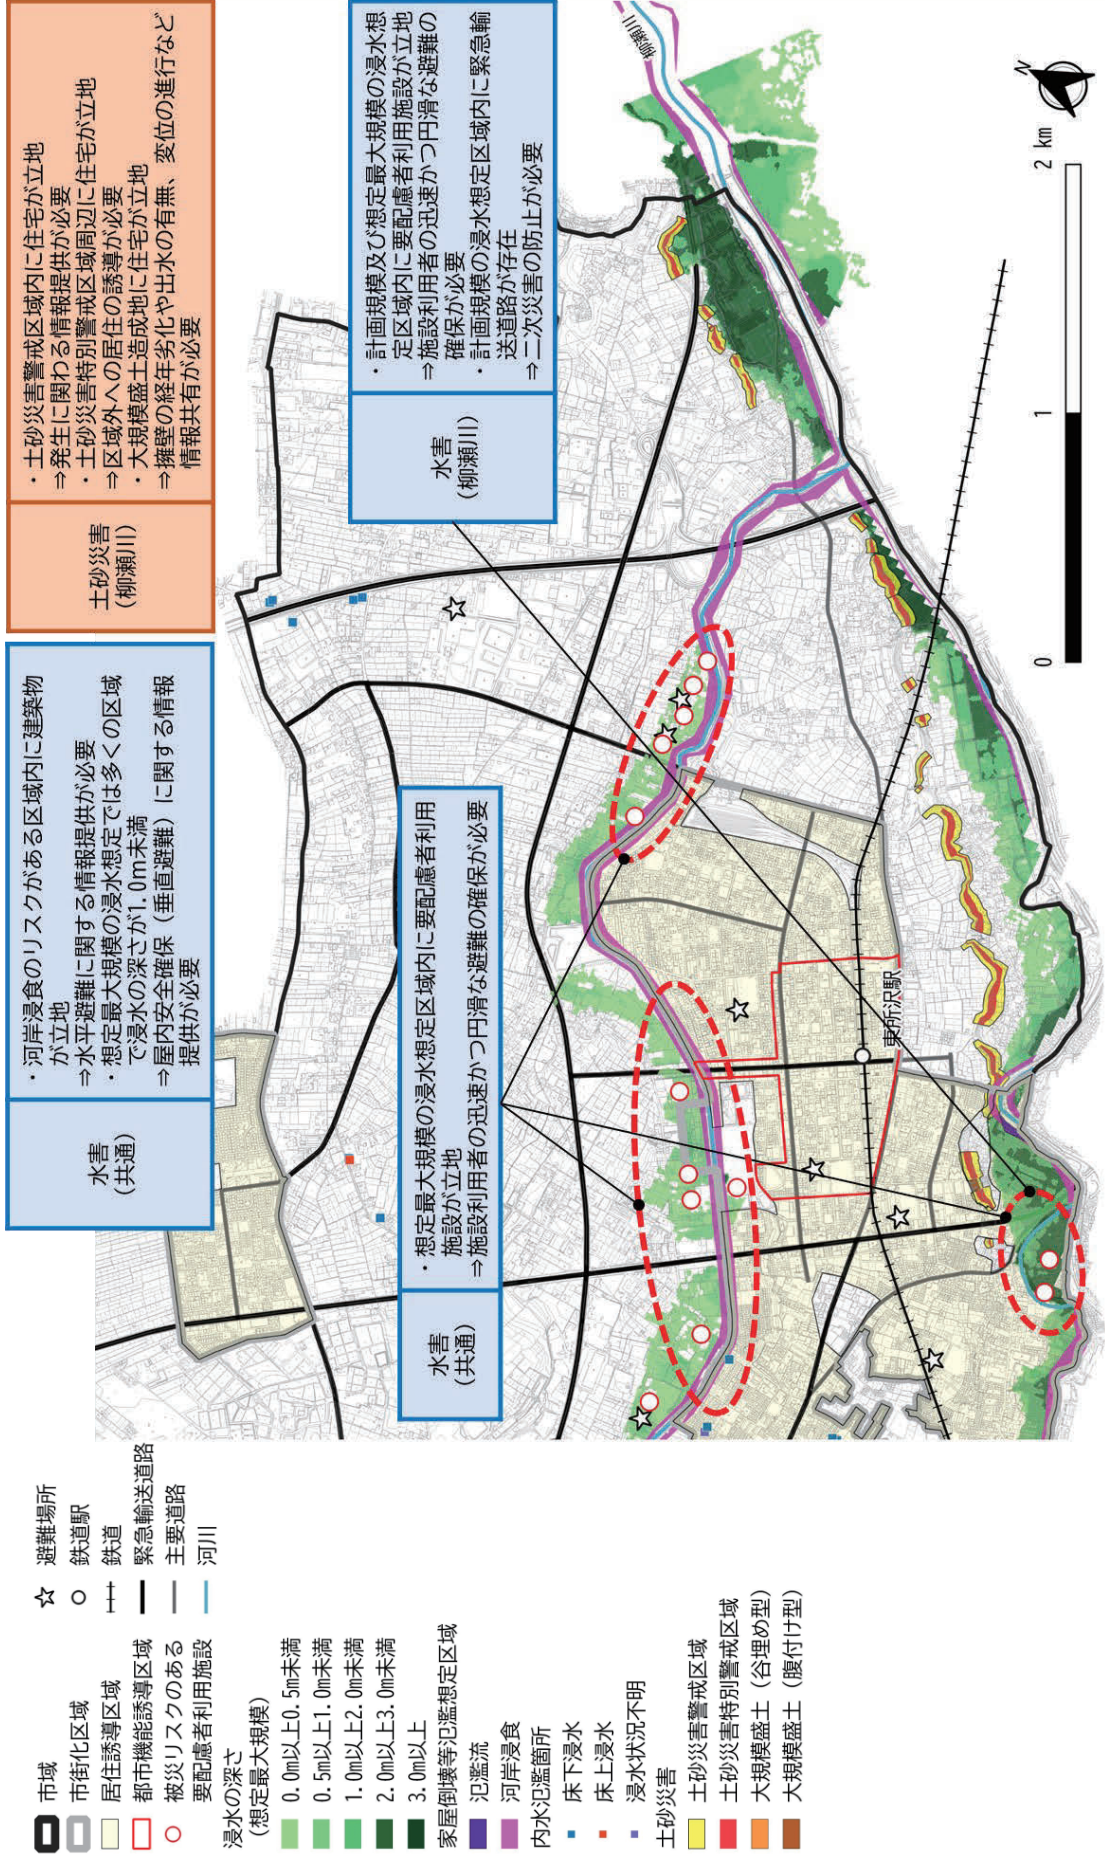 水害
(共通)
・河岸浸食のリスクがある区域内に建築物
が立地
⇒水平避難に関する情報提供が必要
・想定最大規模の浸水想定では多くの区域
で浸水の深さが1.0m未満
⇒屋内安全確保（垂直避難）に関する情報
提供が必要
土砂災害
(柳瀬川)
・土砂災害警戒区域内に住宅が立地
⇒発生に関わる情報提供が必要
・土砂災害特別警戒区域周辺に住宅が立地
⇒区域外への居住の誘導が必要
・大規模盛土造成地に住宅が立地
⇒擁壁の経年劣化や出水の有無、変位の進行など
情報共有が必要
水害
(共通)
・想定最大規模の浸水想定区域内に要配慮者利用
施設が立地
⇒施設利用者の迅速かつ円滑な避難の確保が必要
水害
(柳瀬川)
・計画規模及び想定最大規模の浸水想
定区域内に要配慮者利用施設が立地
⇒施設利用者の迅速かつ円滑な避難の
確保が必要
・計画規模の浸水想定区域内に緊急輸
送道路が存在
⇒二次災害の防止が必要
柳瀬川
東所沢駅
N
0
1
2 km
市域
市街化区域
居住誘導区域
都市機能誘導区域
被災リスクのある
要配慮者利用施設
避難場所
鉄道駅
鉄道
緊急輸送道路
主要道路
河川
浸水の深さ
(想定最大規模)
0.0m以上0.5m未満
0.5m以上1.0m未満
1.0m以上2.0m未満
2.0m以上3.0m未満
3.0m以上
家屋倒壊等氾濫想定区域
氾濫流
河岸浸食
内水氾濫箇所
床下浸水
床上浸水
浸水状況不明
土砂災害
土砂災害警戒区域
土砂災害特別警戒区域
大規模盛土（谷埋め型）
大規模盛土（腹付け型）